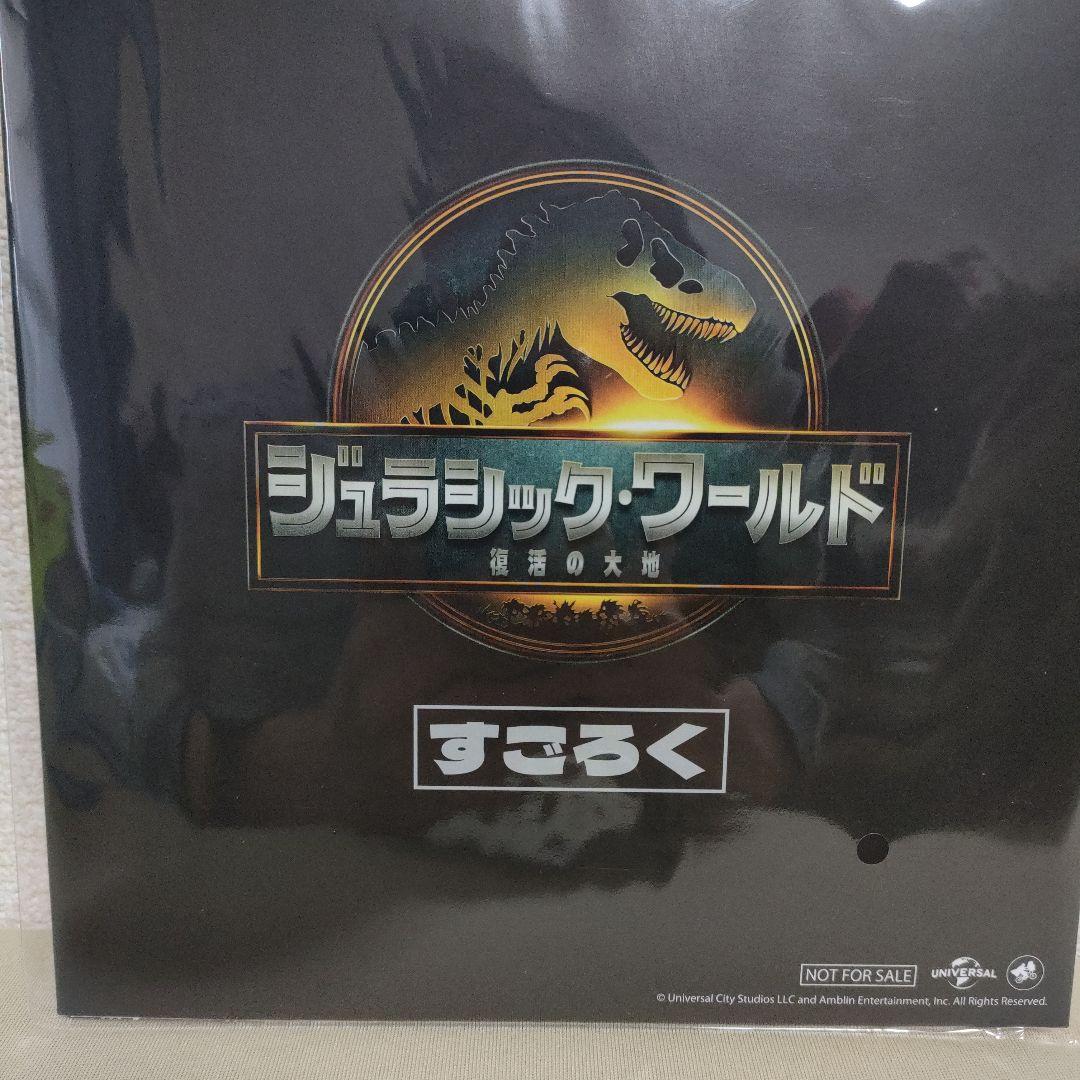 ジュラシック・ワールド
復活の大地
すごろく
NOT FOR SALE
UNIVERSAL
© Universal City Studios LLC and Amblin Entertainment, Inc. All Rights Reserved.